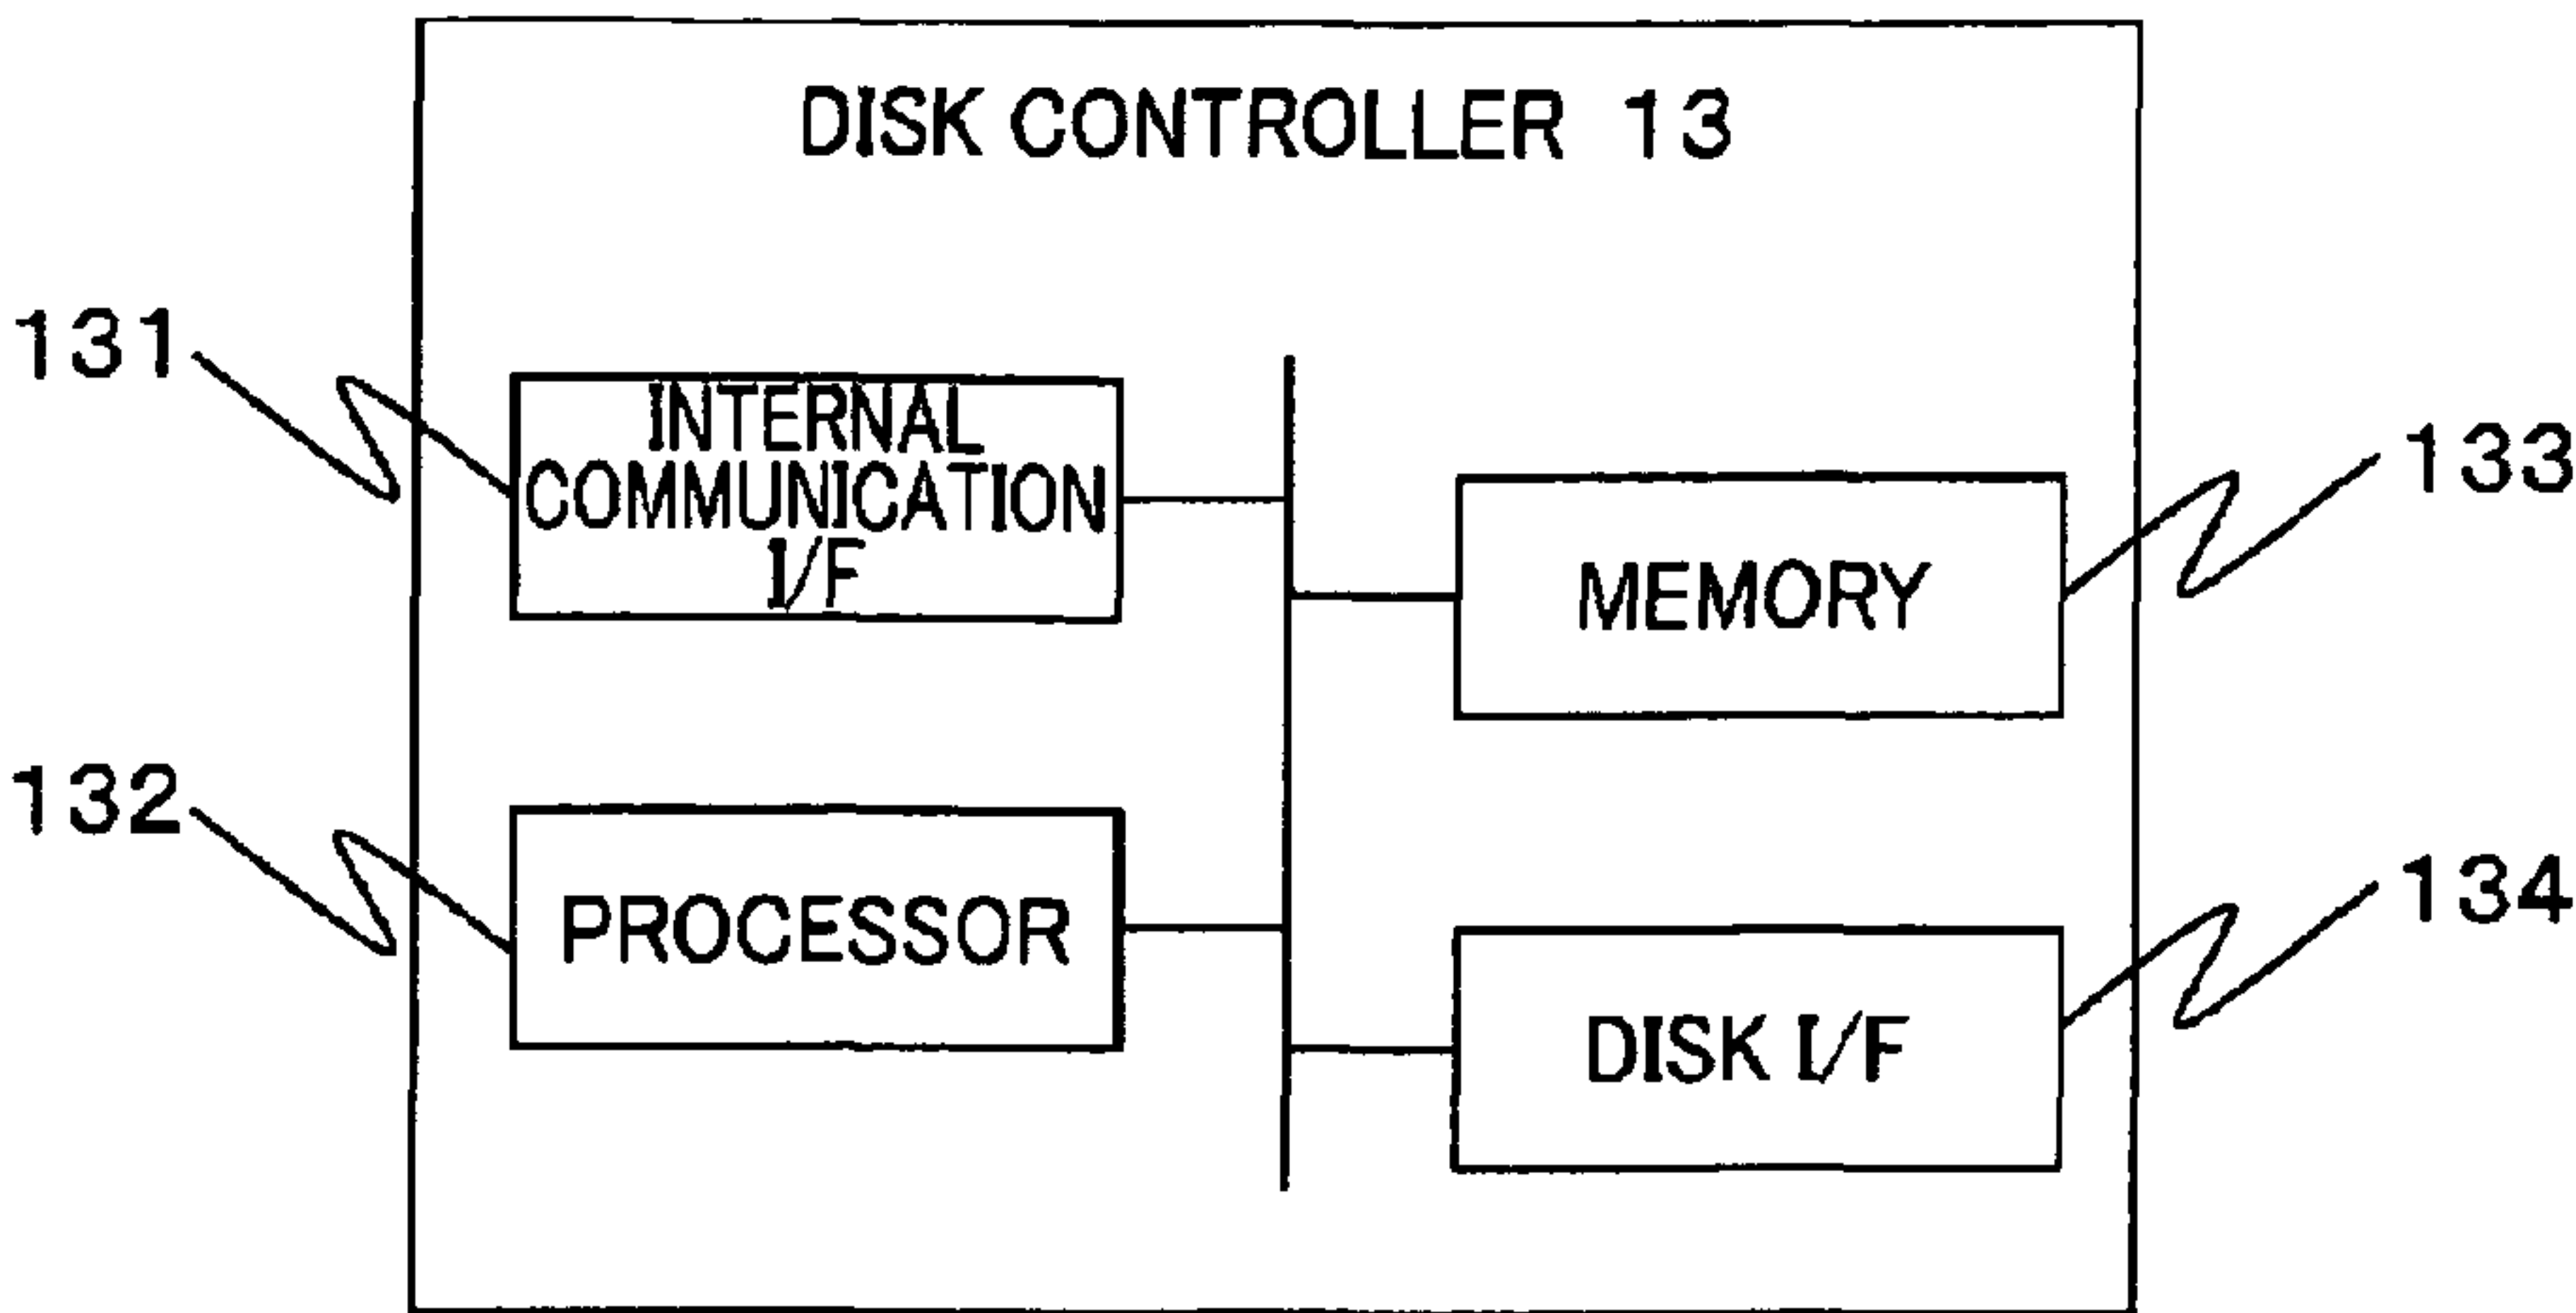 DISK CONTROLLER 13
131
INTERNAL
COMMUNICATION
I/F
133
MEMORY
132
PROCESSOR
134
DISK I/F